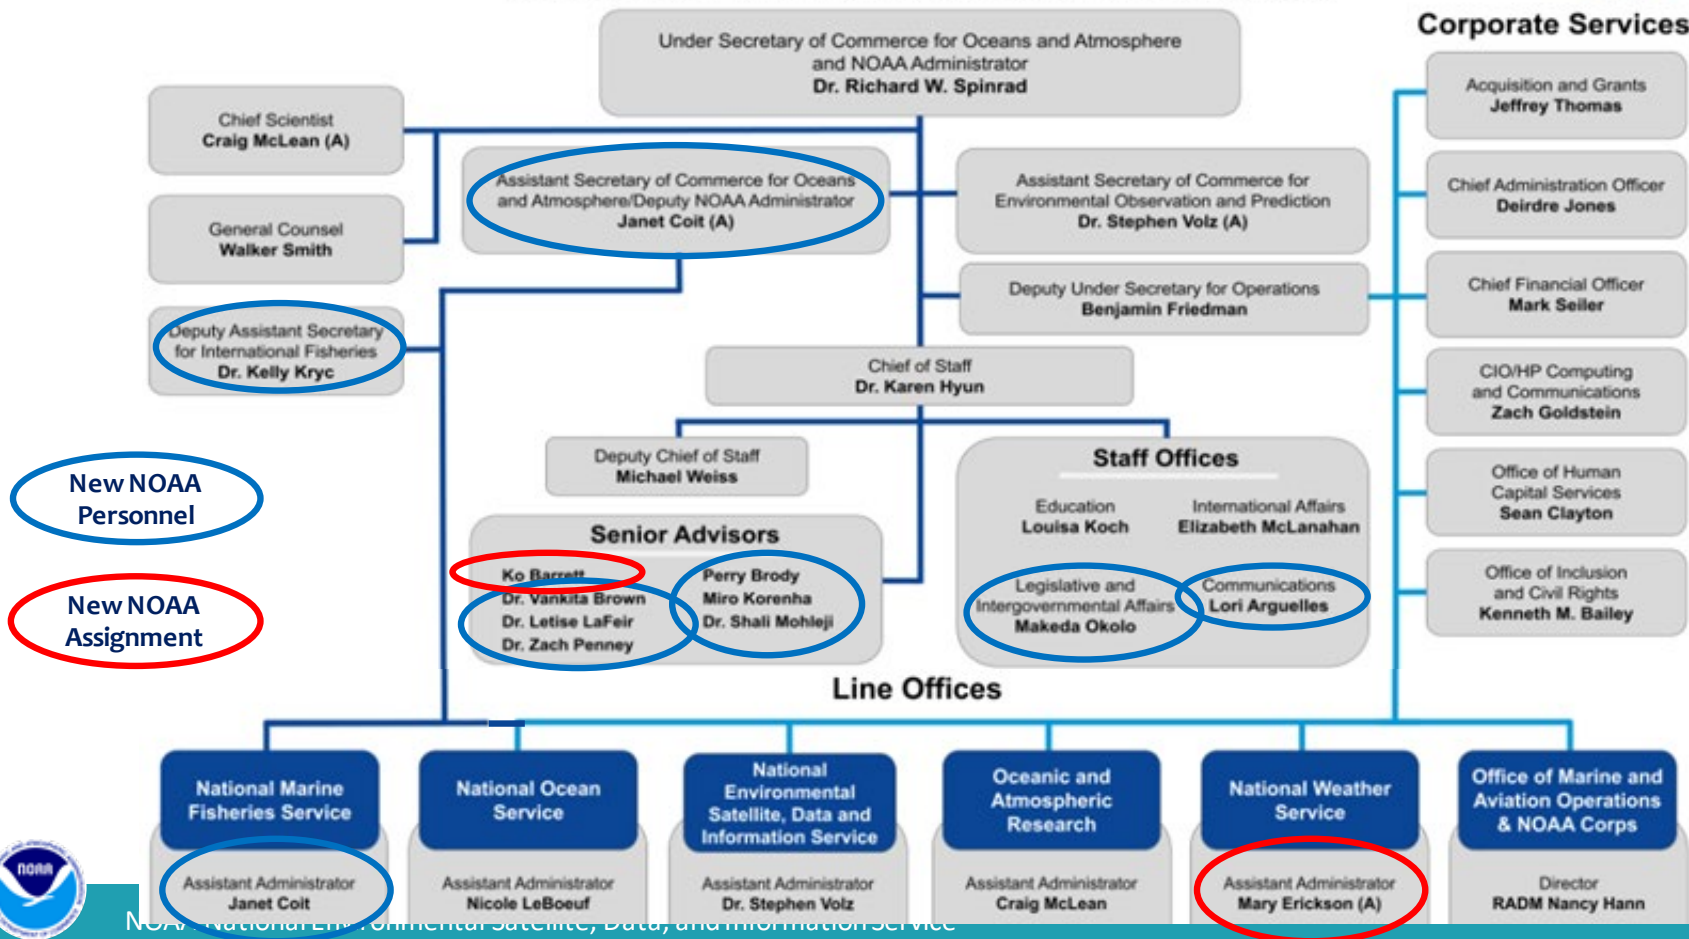 Under Secretary of Commerce for Oceans and Atmosphere
and NOAA Administrator
Dr. Richard W. Spinrad
Chief Scientist
Craig McLean (A)
General Counsel
Walker Smith
Assistant Secretary of Commerce for Oceans
and Atmosphere/Deputy NOAA Administrator
Janet Coit (A)
Assistant Secretary of Commerce for
Environmental Observation and Prediction
Dr. Stephen Volz (A)
Deputy Under Secretary for Operations
Benjamin Friedman
Deputy Assistant Secretary
for International Fisheries
Dr. Kelly Kryc
Chief of Staff
Dr. Karen Hyun
Deputy Chief of Staff
Michael Weiss
Senior Advisors
Ko Barrett
Dr. Vankita Brown
Dr. Letise LaFeir
Dr. Zach Penney
Perry Brody
Miro Korenha
Dr. Shali Mohleji
Staff Offices
Education
Louisa Koch
International Affairs
Elizabeth McLanahan
Legislative and
Intergovernmental Affairs
Makeda Okolo
Communications
Lori Arguelles
Corporate Services
Acquisition and Grants
Jeffrey Thomas
Chief Administration Officer
Deirdre Jones
Chief Financial Officer
Mark Seiler
CIO/HP Computing
and Communications
Zach Goldstein
Office of Human
Capital Services
Sean Clayton
Office of Inclusion
and Civil Rights
Kenneth M. Bailey
New NOAA
Personnel
New NOAA
Assignment
Line Offices
National Marine
Fisheries Service
Assistant Administrator
Janet Coit
National Ocean
Service
Assistant Administrator
Nicole LeBoeuf
National
Environmental
Satellite, Data and
Information Service
Assistant Administrator
Dr. Stephen Volz
Oceanic and
Atmospheric
Research
Assistant Administrator
Craig McLean
National Weather
Service
Assistant Administrator
Mary Erickson (A)
Office of Marine and
Aviation Operations
& NOAA Corps
Director
RADM Nancy Hann
NOAA
NOAA National Environmental Satellite, Data, and Information Service